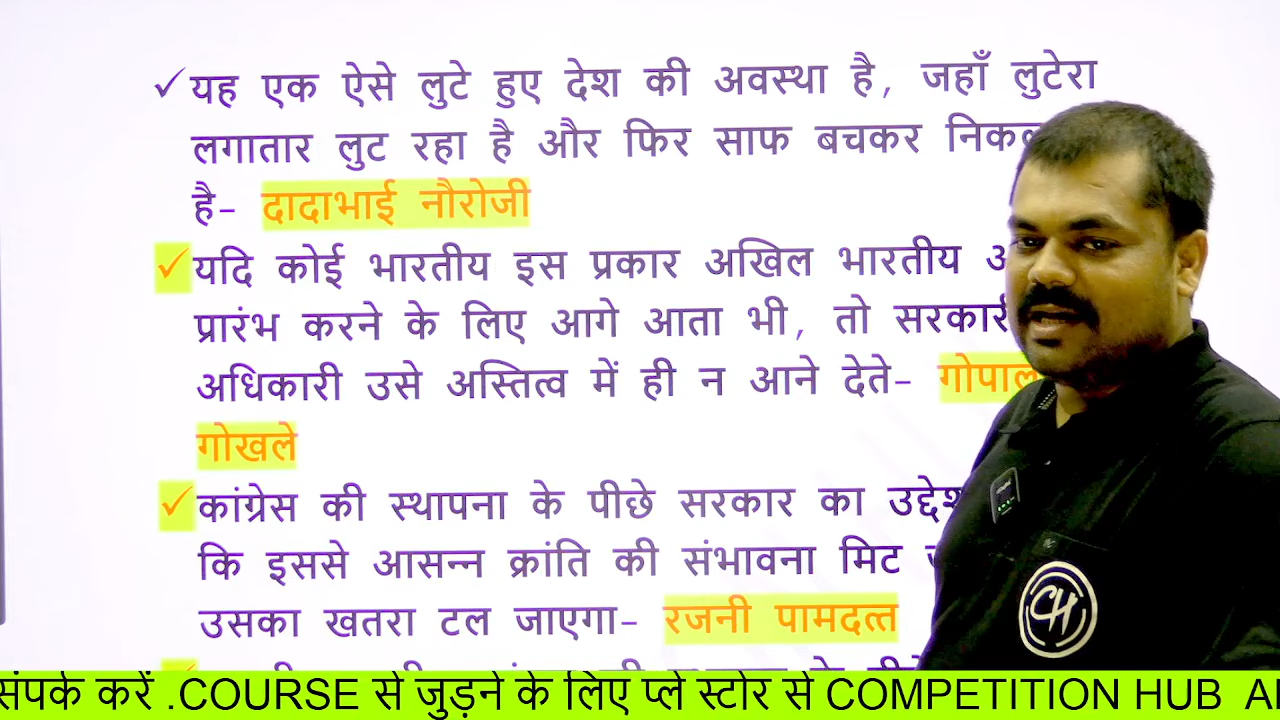 ✓यह एक ऐसे लुटे हुए देश की अवस्था है, जहाँ लुटेरा
लगातार लुट रहा है और फिर साफ बचकर
है- दादाभाई नौरोजी
✓यदि कोई भारतीय इस प्रकार अखिल भारतीय
प्रारंभ करने के लिए आगे आता भी, तो सरकारी
अधिकारी उसे अस्तित्व में ही न आने देते- गोपाल
गोखले
✓कांग्रेस की स्थापना के पीछे सरकार का
कि इससे आसन्न क्रांति की संभावना मिट
उसका खतरा टल जाएगा- रजनी पामदत्त
CH
संपर्क करें .COURSE से जुड़ने के लिए प्ले स्टोर से COMPETITION HUB